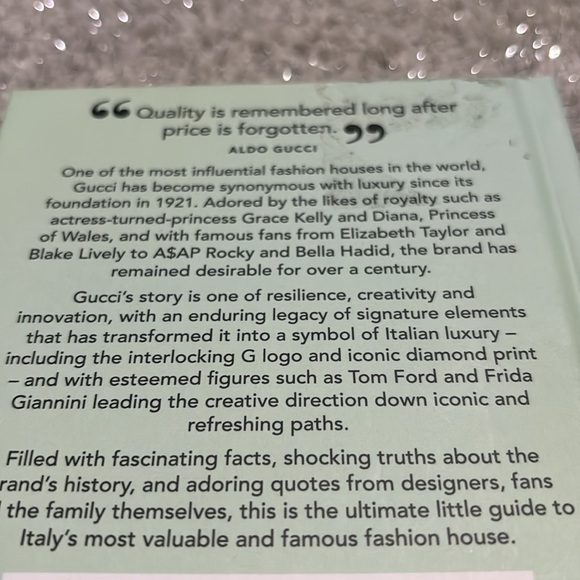 “ Quality is remembered long after
price is forgotten. ”
ALDO GUCCI
One of the most influential fashion houses in the world,
Gucci has become synonymous with luxury since its
foundation in 1921. Adored by the likes of royalty such as
actress-turned-princess Grace Kelly and Diana, Princess
of Wales, and with famous fans from Elizabeth Taylor and
Blake Lively to A$AP Rocky and Bella Hadid, the brand has
remained desirable for over a century.
Gucci’s story is one of resilience, creativity and
innovation, with an enduring legacy of signature elements
that has transformed it into a symbol of Italian luxury –
including the interlocking G logo and iconic diamond print
– and with esteemed figures such as Tom Ford and Frida
Giannini leading the creative direction down iconic and
refreshing paths.
Filled with fascinating facts, shocking truths about the
rand’s history, and adoring quotes from designers, fans
the family themselves, this is the ultimate little guide to
Italy’s most valuable and famous fashion house.